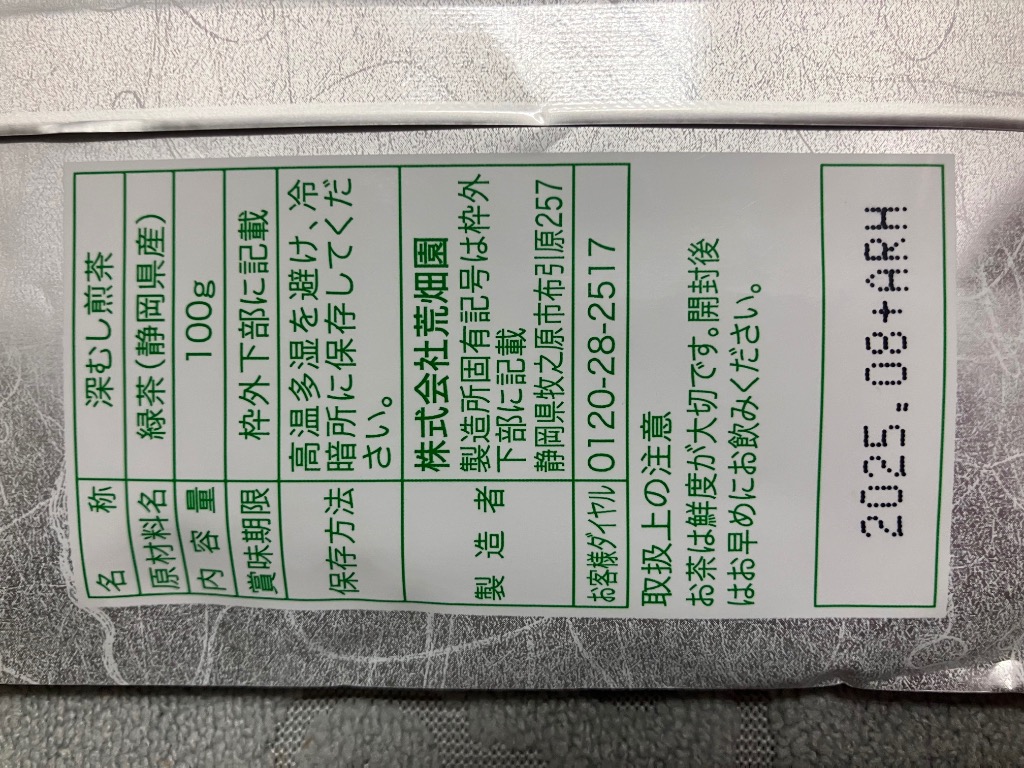 名称 深むし煎茶
原材料名 緑茶(静岡県産)
内容量 100g
賞味期限 枠外下部に記載
保存方法 高温多湿を避け、冷
暗所に保存してくだ
さい。
製造者 株式会社荒畑園
製造所固有記号は枠外
下部に記載
静岡県牧之原市布引原257
お客様ダイヤル 0120-28-2517
取扱上の注意
お茶は鮮度が大切です。開封後
はお早めにお飲みください。
2025.08+ARH